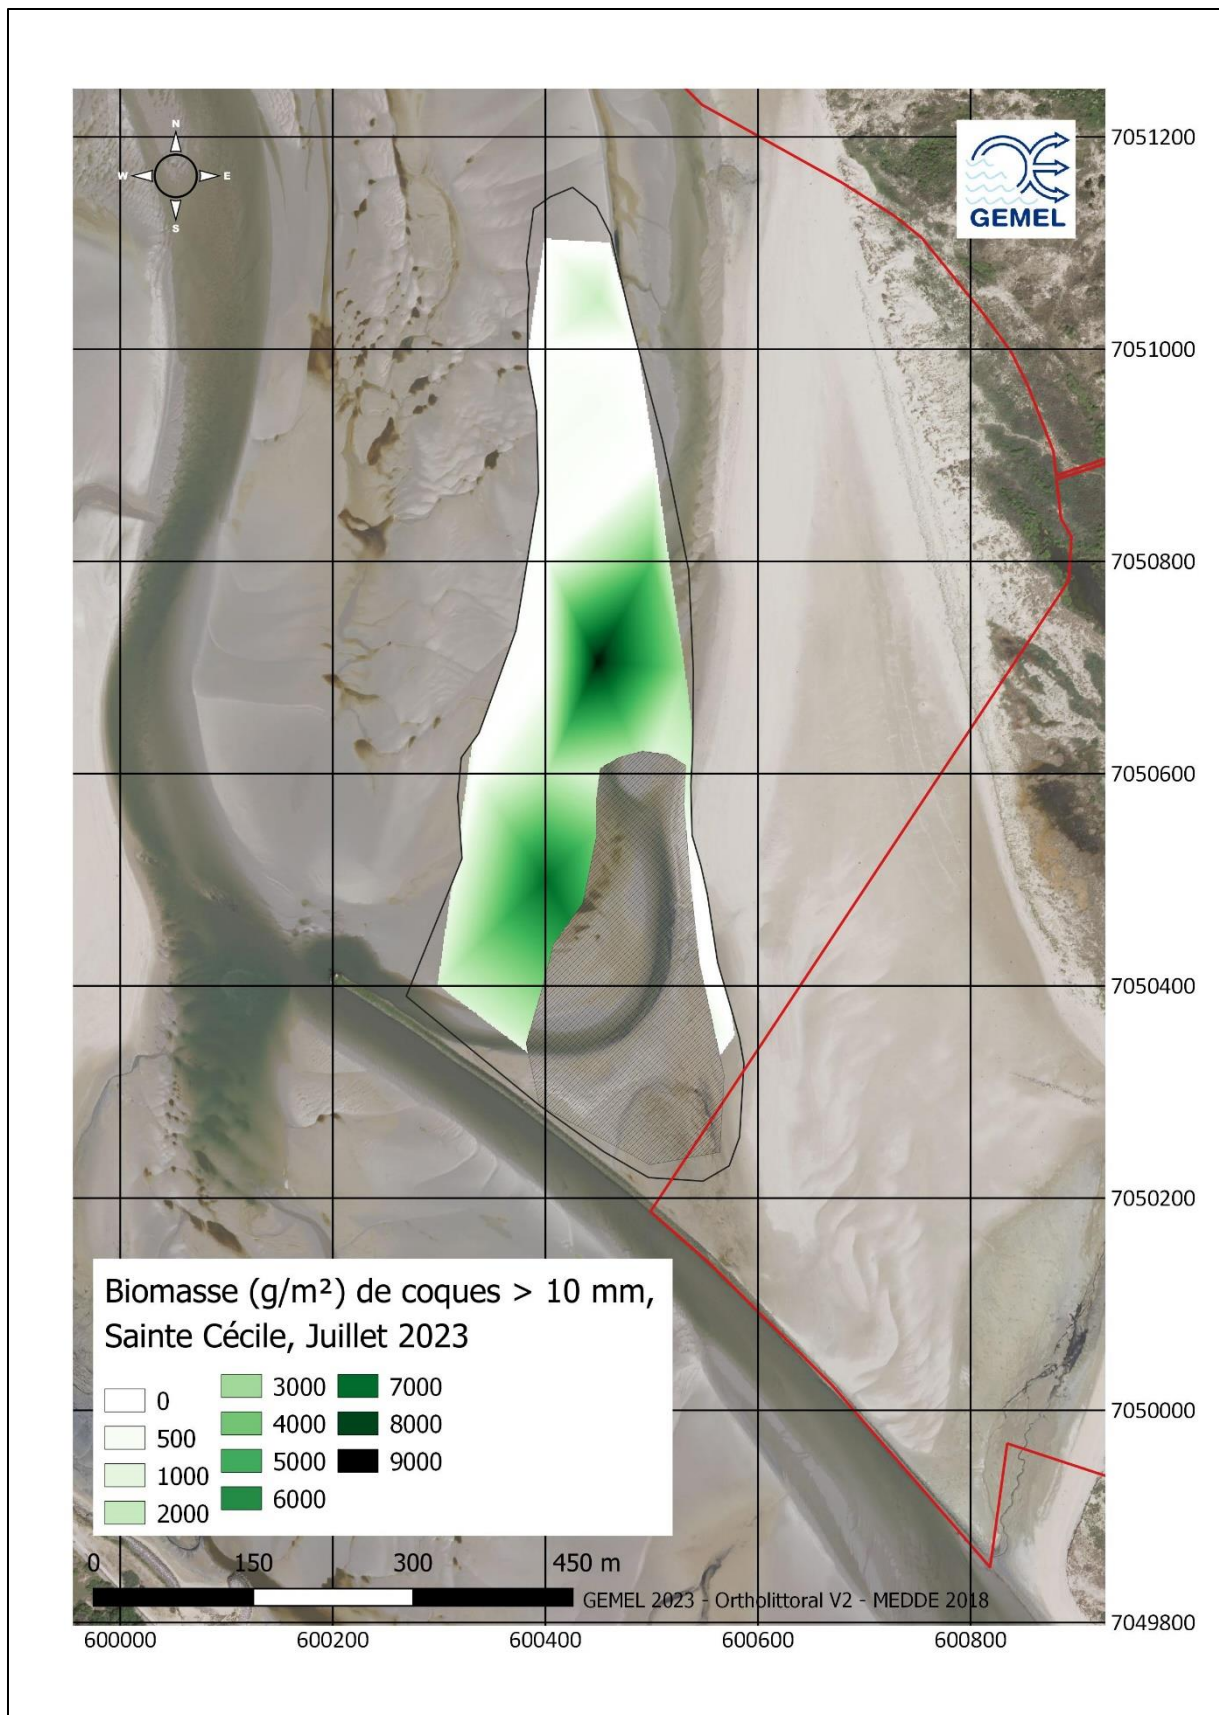 N
W E
S
GEMEL
7051200
7051000
7050800
7050600
7050400
7050200
7050000
7049800
Biomasse (g/m²) de coques > 10 mm,
Sainte Cécile, Juillet 2023
0
500
1000
2000
3000
4000
5000
6000
7000
8000
9000
0 150 300 450 m
GEMEL 2023 - Ortholittoral V2 - MEDDE 2018
600000 600200 600400 600600 600800